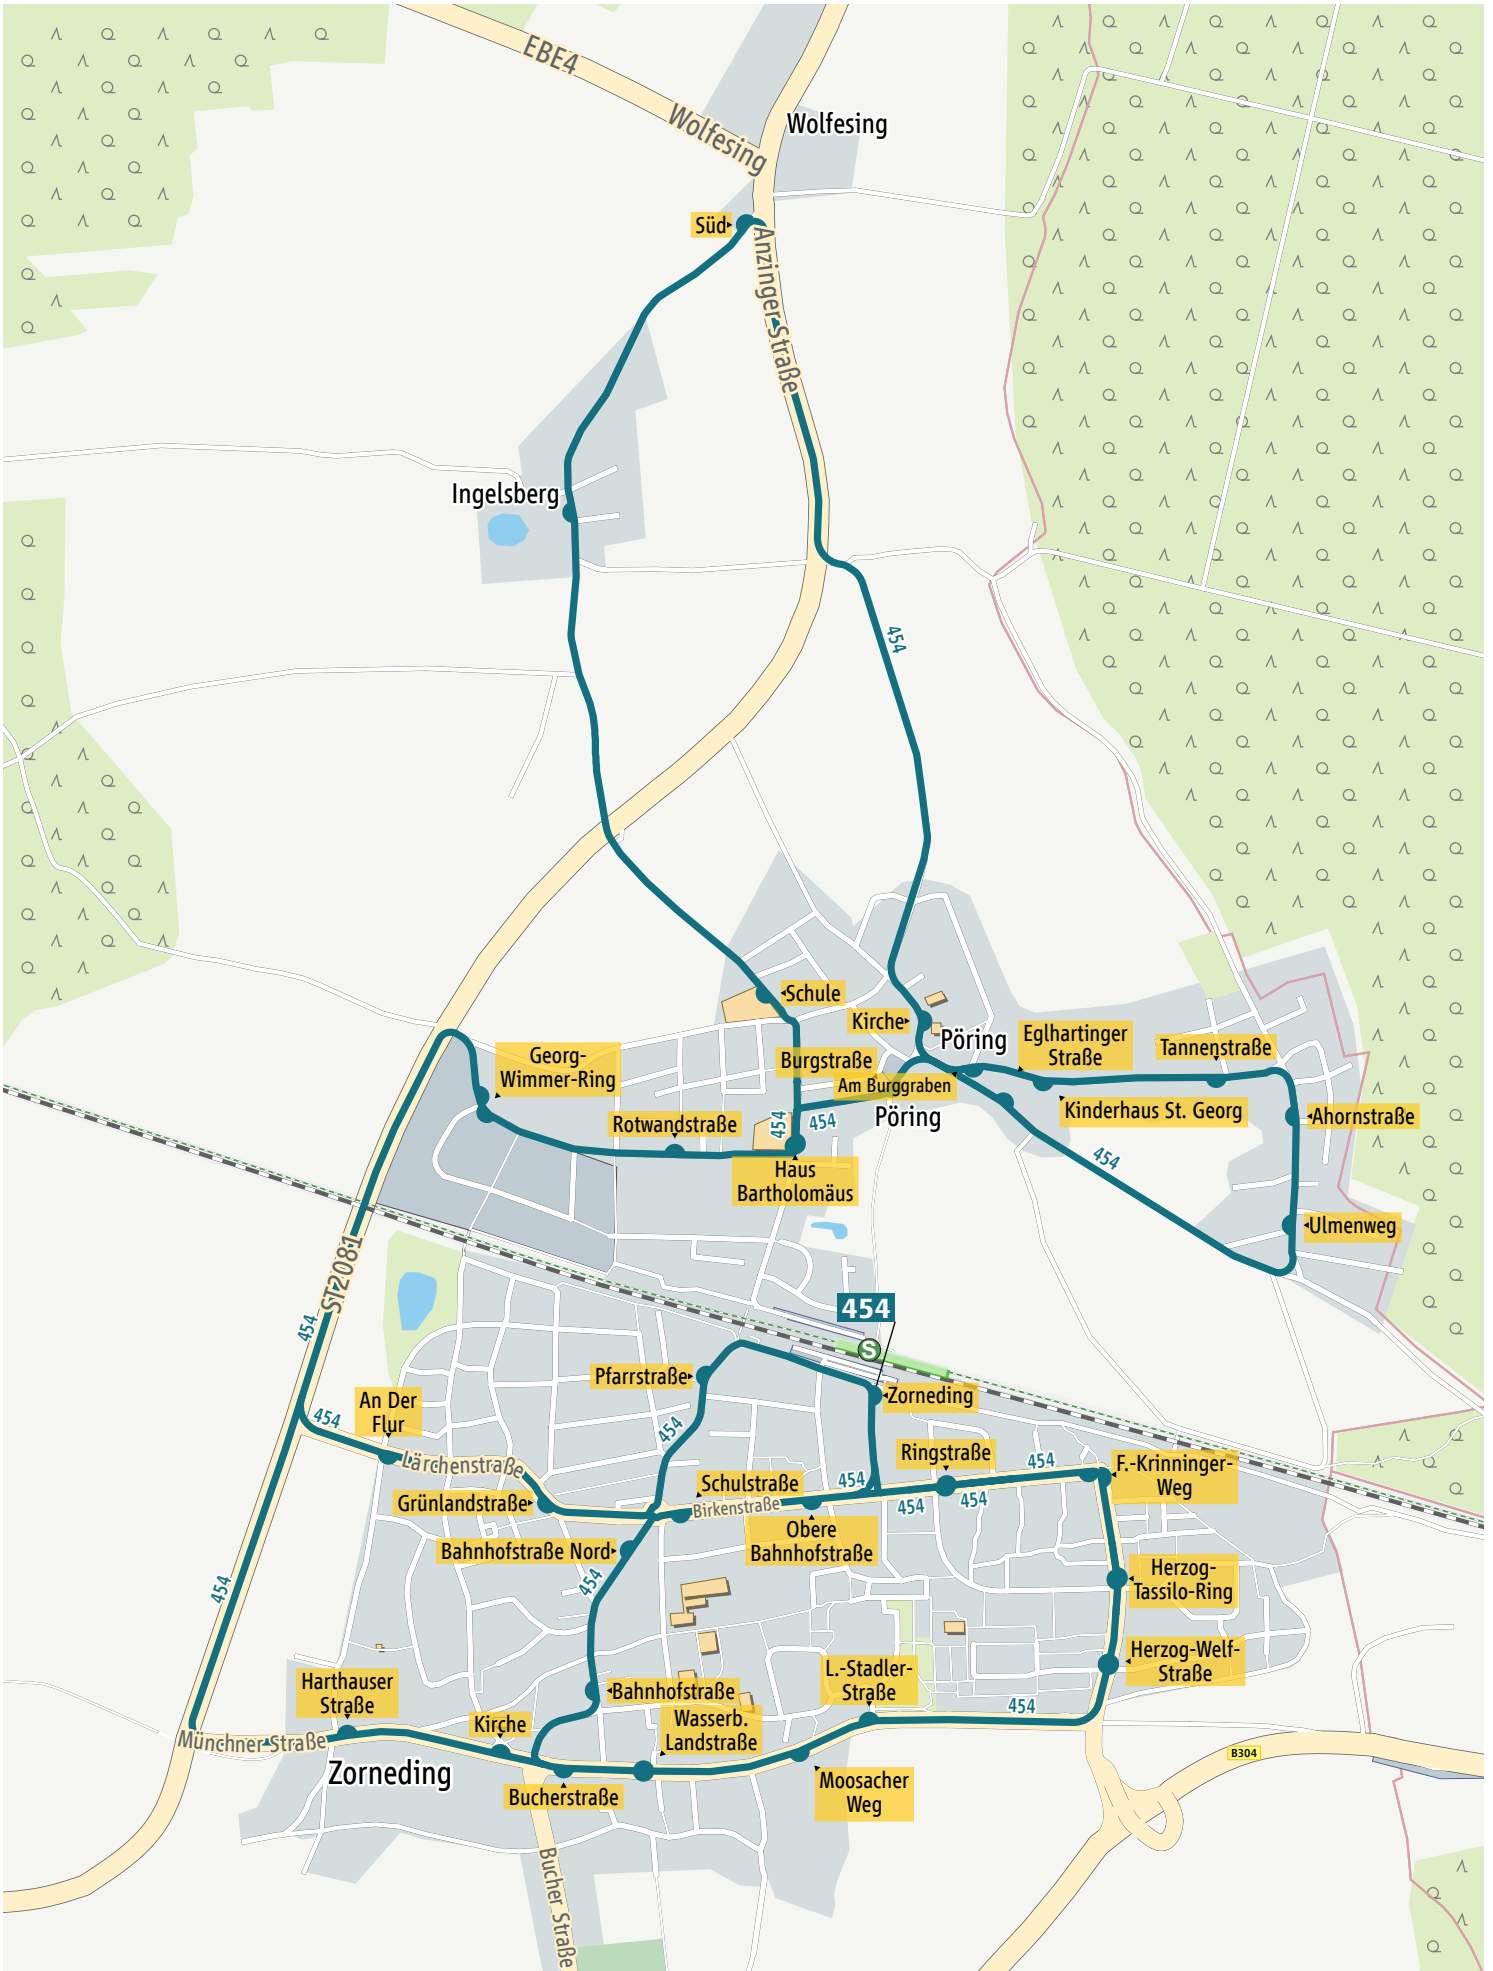 EBE4
Wolfesing
Wolfesing
Süd
Anzinger Straße
Ingelsberg
454
Schule
Kirche
Pöring
Eglhartinger
Straße
Tannenstraße
Georg-
Wimmer-Ring
Burgstraße
Am Burggraben
Pöring
Kinderhaus St. Georg
Ahornstraße
Rotwandstraße
454
454
Haus
Bartholomäus
454
Ulmenweg
ST2081
454
454
S
Pfarrstraße
Zorneding
An Der
Flur
454
454
Lärchenstraße
Ringstraße
454
F.-Krinninger-
Weg
Schulstraße
454
Grünlandstraße
Birkenstraße
454
454
Obere
Bahnhofstraße
Bahnhofstraße Nord
454
454
Herzog-
Tassilo-Ring
Herzog-Welf-
Straße
L.-Stadler-
Straße
Harthauser
Straße
Bahnhofstraße
454
Kirche
Wasserb.
Landstraße
Münchner Straße
B304
Zorneding
Moosacher
Weg
Bucherstraße
Bucher Straße